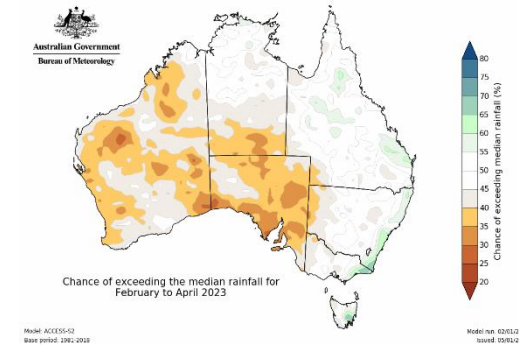 Australian Government
Bureau of Meteorology
80
75
70
65
60
55
50
45
40
35
30
25
20
Chance of exceeding median rainfall (%)
Chance of exceeding the median rainfall for
February to April 2023
Model: ACCESS-S2
Base period: 1981-2018
Model run: 02/01/2
Issued: 05/01/2